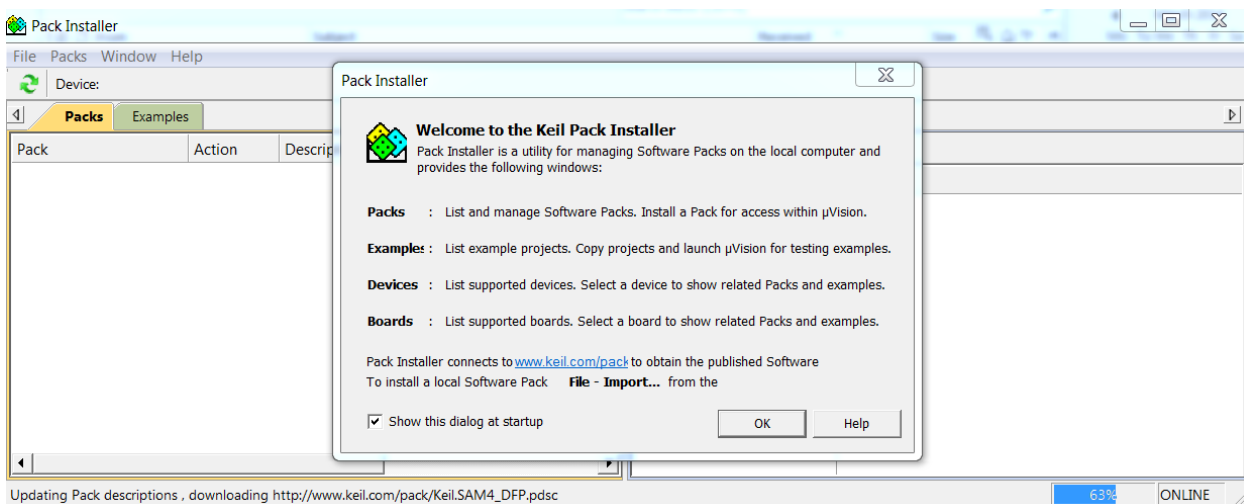 Pack Installer
File Packs Window Help
Device:
Packs Examples
Pack Action Descrip
Pack Installer
Welcome to the Keil Pack Installer
Pack Installer is a utility for managing Software Packs on the local computer and
provides the following windows:
Packs : List and manage Software Packs. Install a Pack for access within µVision.
Examples : List example projects. Copy projects and launch µVision for testing examples.
Devices : List supported devices. Select a device to show related Packs and examples.
Boards : List supported boards. Select a board to show related Packs and examples.
Pack Installer connects to www.keil.com/pack to obtain the published Software
To install a local Software Pack File - Import... from the
Show this dialog at startup
OK Help
Updating Pack descriptions , downloading http://www.keil.com/pack/Keil.SAM4_DFP.pdsc 63% ONLINE